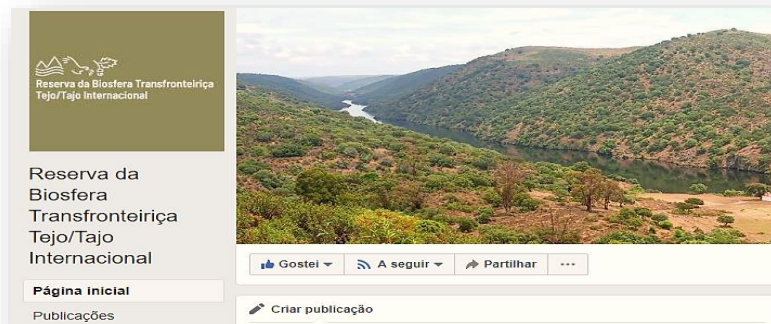 Reserva da Biosfera Transfronteiriça
Tejo/Tajo Internacional
Reserva da
Biosfera
Transfronteiriça
Tejo/Tajo
Internacional
Página inicial
Publicações
Gostei
A seguir
Partilhar
...
Criar publicação